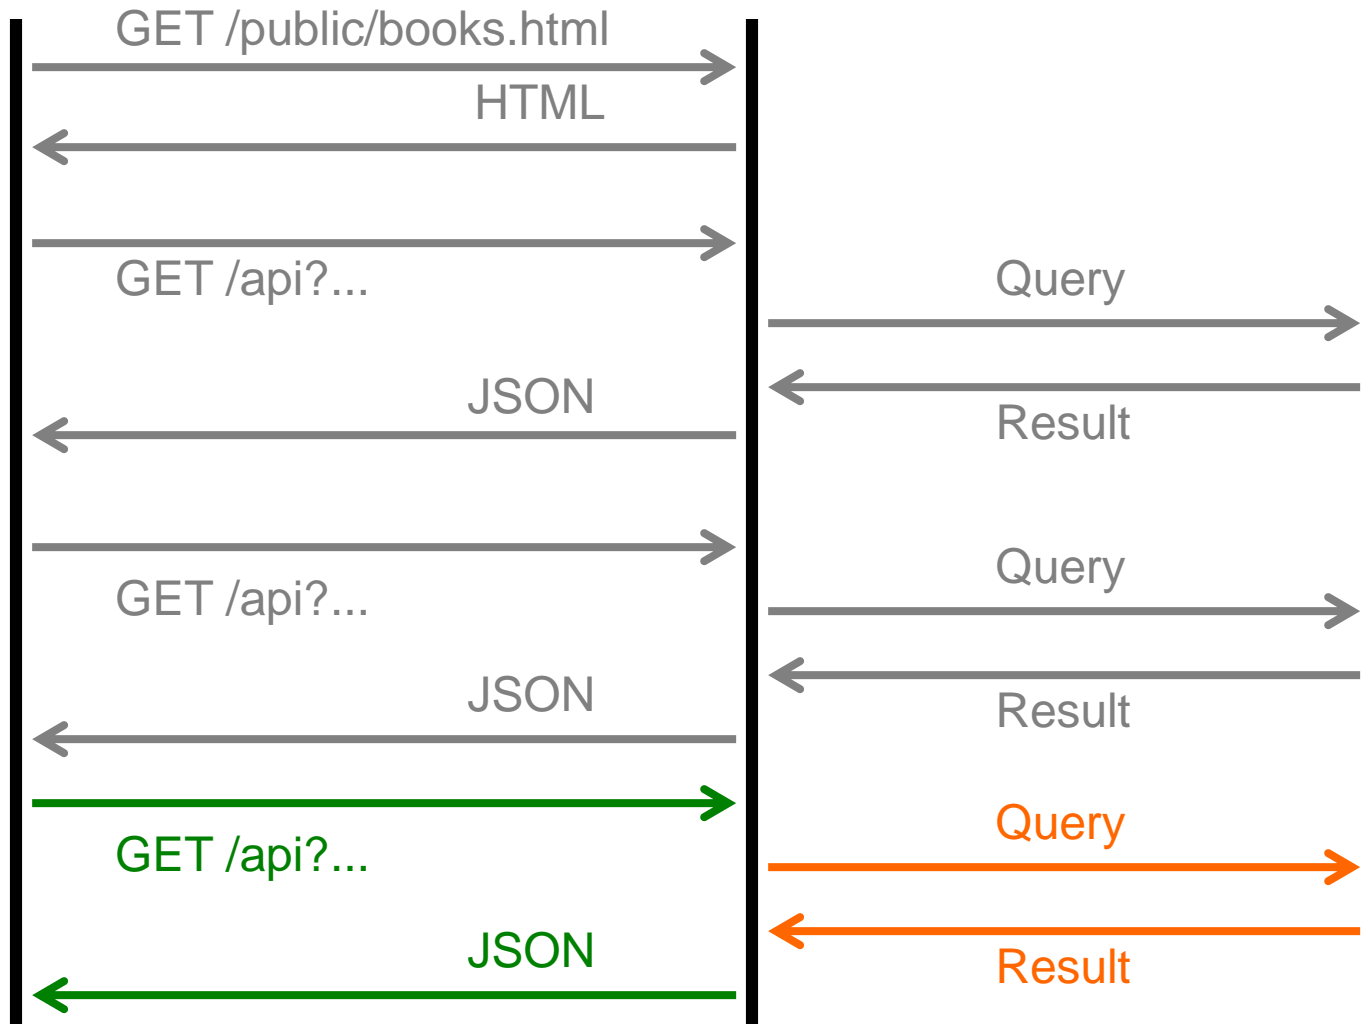 GET /public/books.html
HTML
GET /api?...
Query
JSON
Result
GET /api?...
Query
JSON
Result
GET /api?...
Query
JSON
Result